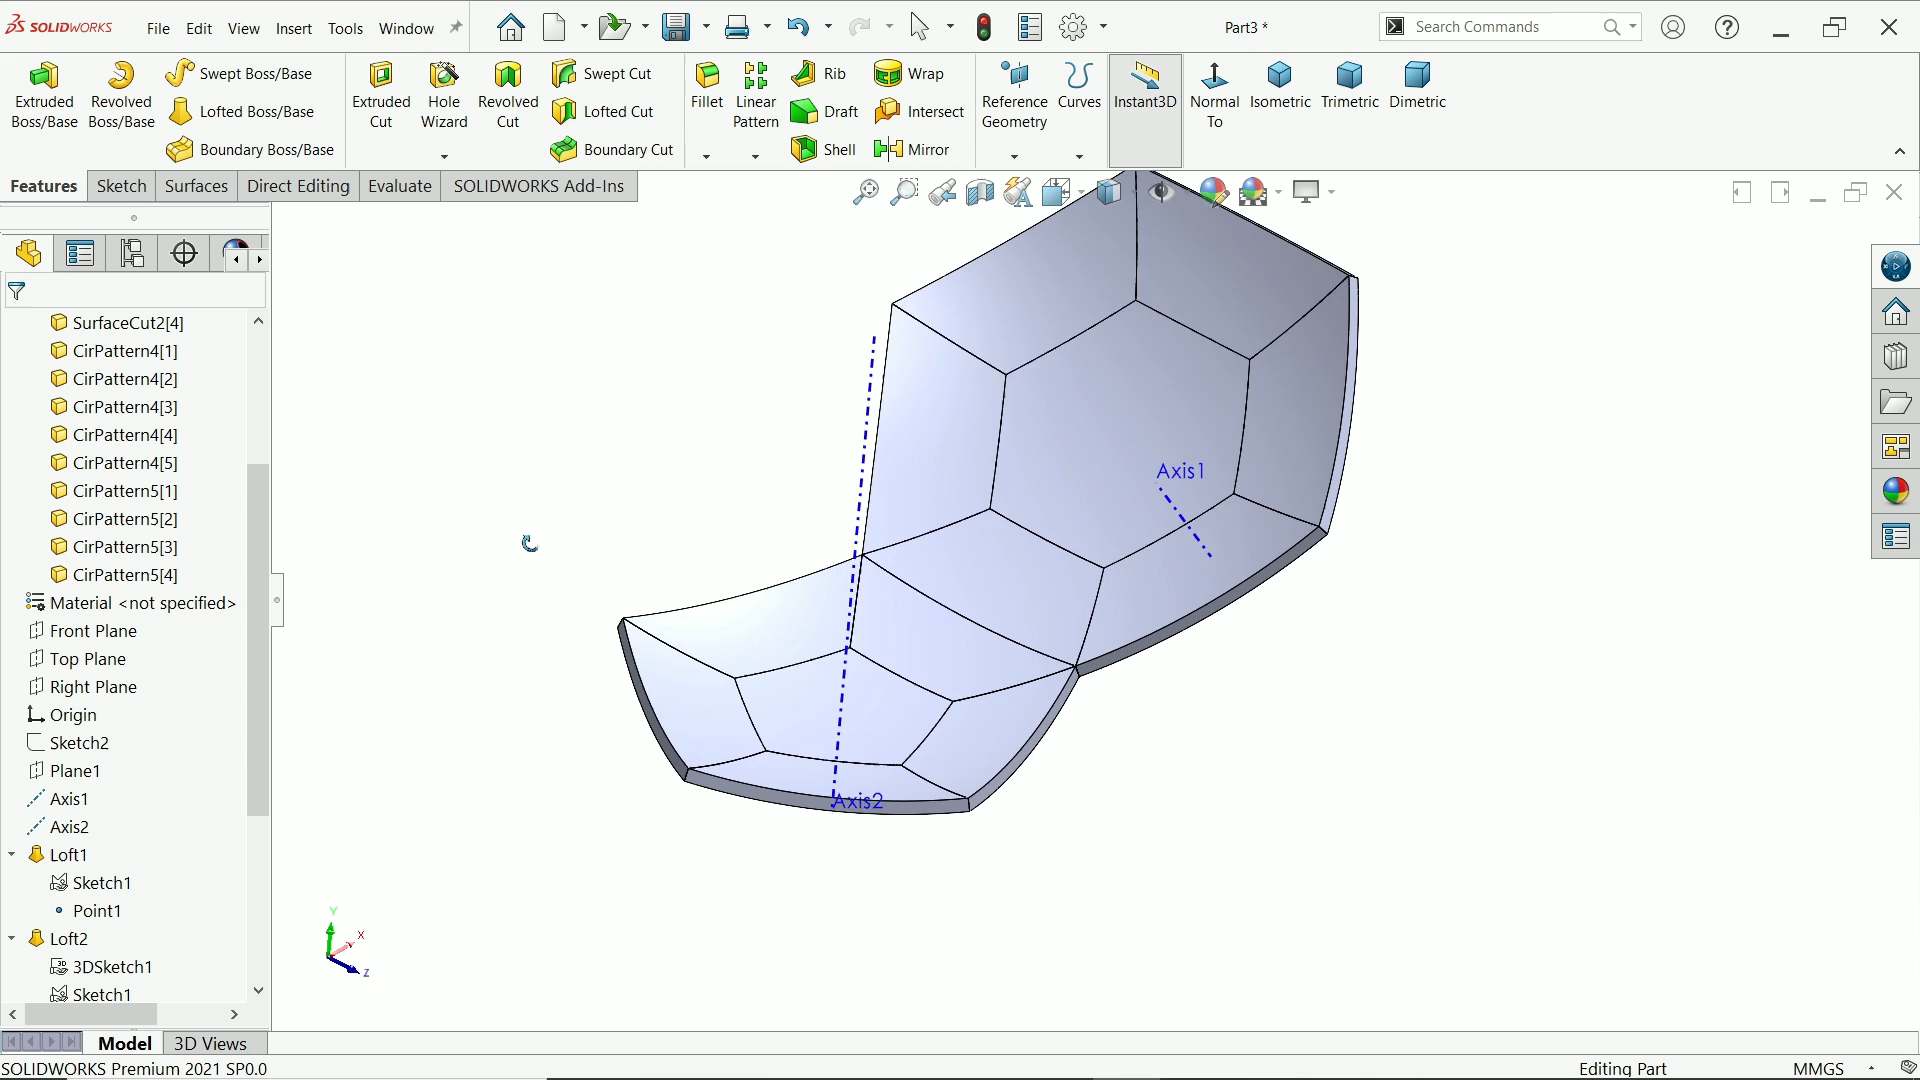 SOLIDWORKS File Edit View Insert Tools Window Part3 * Search Commands
Extruded Boss/Base
Revolved Boss/Base
Swept Boss/Base
Lofted Boss/Base
Boundary Boss/Base
Extruded Cut
Hole Wizard
Revolved Cut
Swept Cut
Lofted Cut
Boundary Cut
Fillet
Linear Pattern
Rib
Draft
Shell
Wrap
Intersect
Mirror
Reference Geometry
Curves
Instant3D
Normal To
Isometric
Trimetric
Dimetric
Features Sketch Surfaces Direct Editing Evaluate SOLIDWORKS Add-Ins
SurfaceCut2[4]
CirPattern4[1]
CirPattern4[2]
CirPattern4[3]
CirPattern4[4]
CirPattern4[5]
CirPattern5[1]
CirPattern5[2]
CirPattern5[3]
CirPattern5[4]
Material <not specified>
Front Plane
Top Plane
Right Plane
Origin
Sketch2
Plane1
Axis1
Axis2
Loft1
Sketch1
Point1
Loft2
3DSketch1
Sketch1
Axis1
Axis2
Y
X
Z
Model 3D Views
SOLIDWORKS Premium 2021 SP0.0 Editing Part MMGS